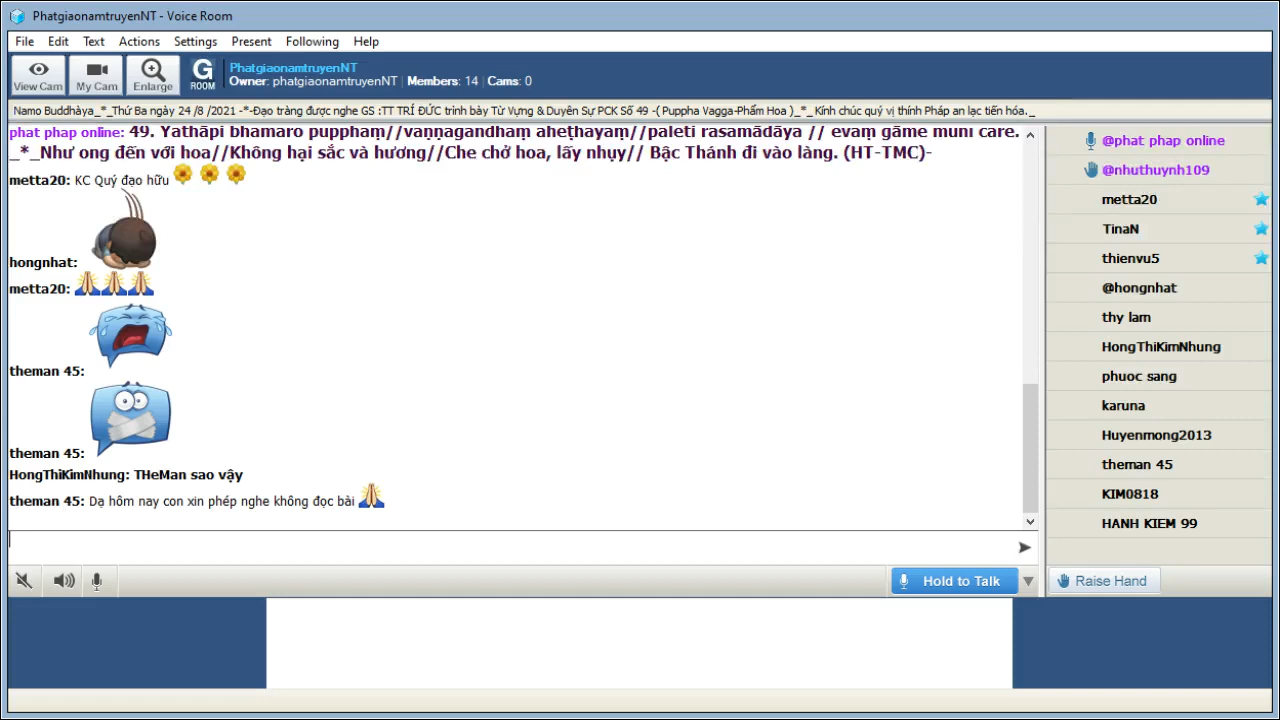 PhatgiaonamtruyenNT - Voice Room
File Edit Text Actions Settings Present Following Help
View Cam
My Cam
Enlarge
G
ROOM
PhatgiaonamtruyenNT
Owner: phatgiaonamtruyenNT | Members: 14 | Cams: 0
Namo Buddhàya_*_Thứ Ba ngày 24 /8 /2021 -*-Đạo tràng được nghe GS :TT TRÍ ĐỨC trình bày Từ Vựng & Duyên Sự PCK Số 49 -( Puppha Vagga-Phẩm Hoa )_*_Kính chúc quý vị thính Pháp an lạc tiến hóa._
phat phap online: 49. Yathāpi bhamaro pupphaṃ//vaṇṇagandhaṃ aheṭhayaṃ//paleti rasamādāya // evaṃ gāme munī care.
_*_Như ong đến với hoa//Không hại sắc và hương//Che chở hoa, lấy nhụy// Bậc Thánh đi vào làng. (HT-TMC)-
metta20: KC Quý đạo hữu
hongnhat:
metta20:
theman 45:
theman 45:
HongThiKimNhung: THeMan sao vậy
theman 45: Dạ hôm nay con xin phép nghe không đọc bài
@phat phap online
@nhuthuynh109
metta20
TinaN
thienvu5
@hongnhat
thy lam
HongThiKimNhung
phuoc sang
karuna
Huyenmong2013
theman 45
KIM0818
HANH KIEM 99
Hold to Talk
Raise Hand